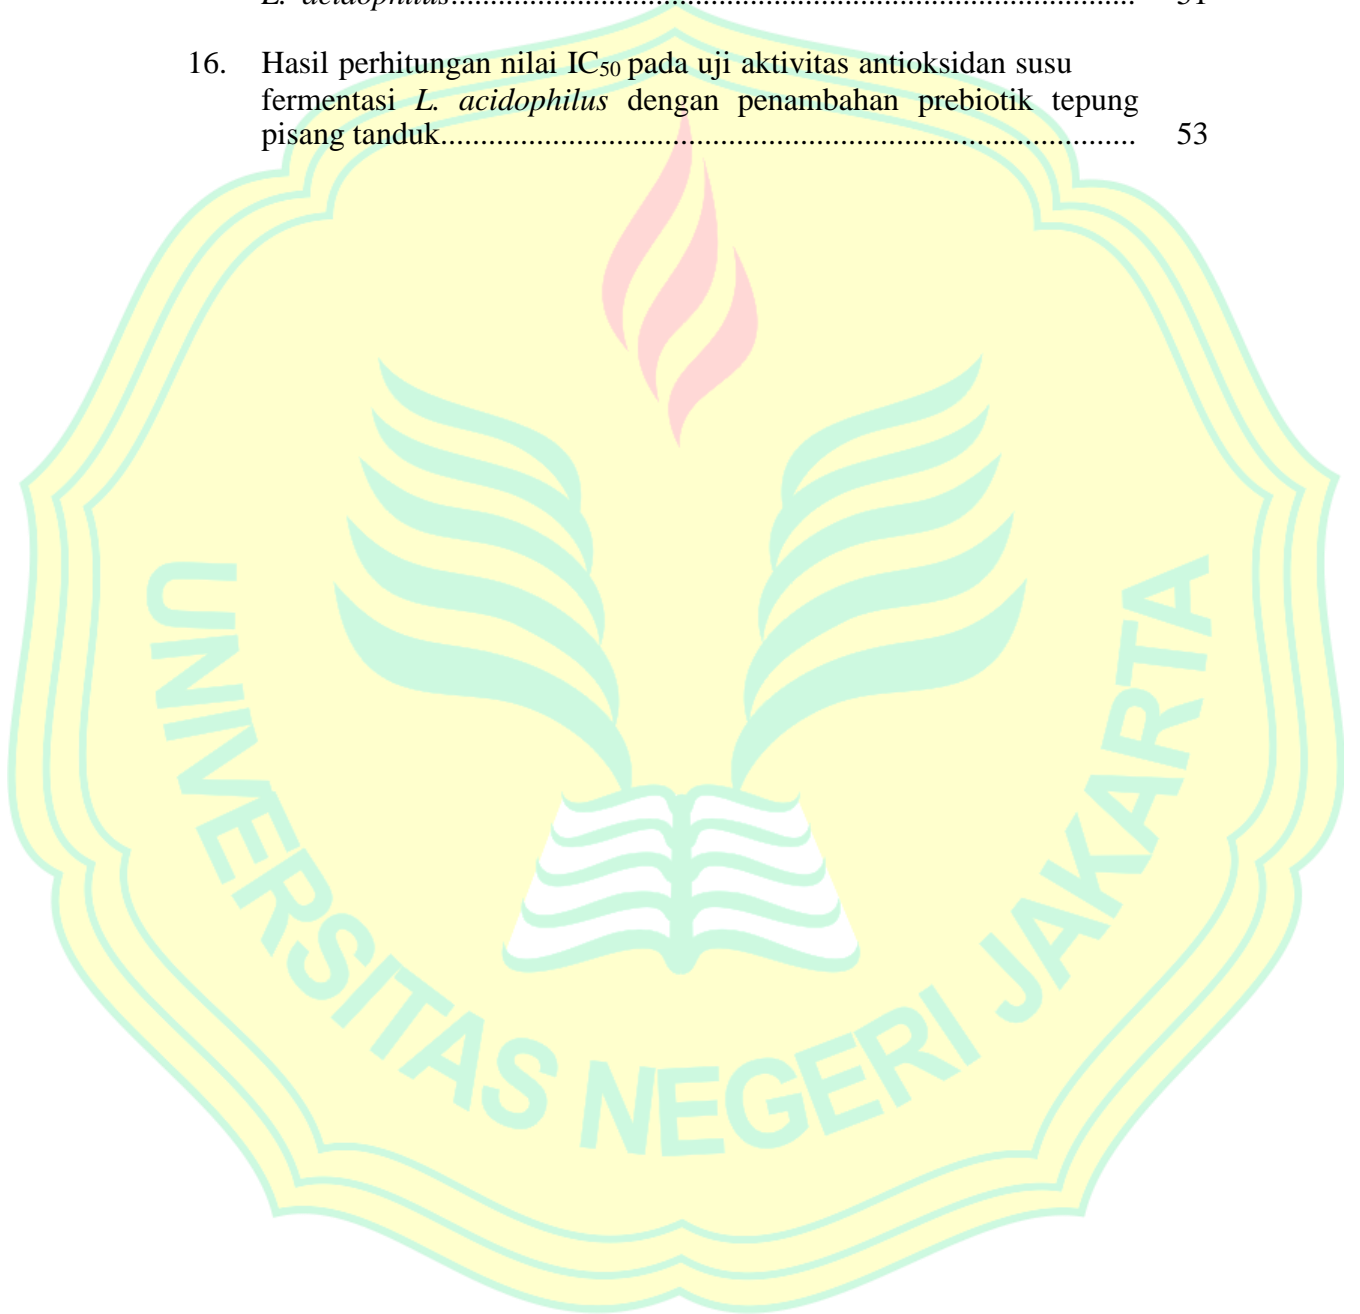 L. acidophilus.......................................................................................
16. Hasil perhitungan nilai IC50 pada uji aktivitas antioksidan susu
fermentasi L. acidophilus dengan penambahan prebiotik tepung
pisang tanduk........................................................................................ 53
UNIVERSITAS NEGERI JAKARTA